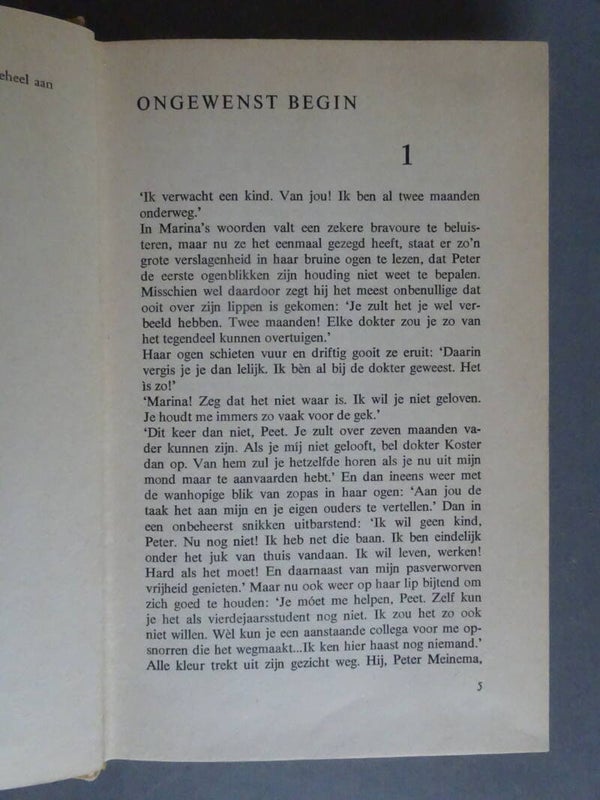 eheel aan
ONGEWENST BEGIN
1
‘Ik verwacht een kind. Van jou! Ik ben al twee maanden
onderweg.’
In Marina’s woorden valt een zekere bravoure te beluis-
teren, maar nu ze het eenmaal gezegd heeft, staat er zo’n
grote verslagenheid in haar bruine ogen te lezen, dat Peter
de eerste ogenblikken zijn houding niet weet te bepalen.
Misschien wel daardoor zegt hij het meest onbenullige dat
ooit over zijn lippen is gekomen: ‘Je zult het je wel ver-
beeld hebben. Twee maanden! Elke dokter zou je zo van
het tegendeel kunnen overtuigen.’
Haar ogen schieten vuur en driftig gooit ze eruit: ‘Daarin
vergis je je dan lelijk. Ik bèn al bij de dokter geweest. Het
ìs zo!’
‘Marina! Zeg dat het niet waar is. Ik wil je niet geloven.
Je houdt me immers zo vaak voor de gek.’
‘Dit keer dan niet, Peet. Je zult over zeven maanden va-
der kunnen zijn. Als je míj niet gelooft, bel dokter Koster
dan op. Van hem zul je hetzelfde horen als je nu uit mijn
mond maar te aanvaarden hebt.’ En dan ineens weer met
de wanhopige blik van zopas in haar ogen: ‘Aan jou de
taak het aan mijn en je eigen ouders te vertellen.’ Dan in
een onbeheerst snikken uitbarstend: ‘Ik wil geen kind,
Peter. Nu nog niet! Ik heb net die baan. Ik ben eindelijk
onder het juk van thuis vandaan. Ik wil leven, werken!
Hard als het moet! En daarnaast van mijn pasverworven
vrijheid genieten.’ Maar nu ook weer op haar lip bijtend om
zich goed te houden: ‘Je móet me helpen, Peet. Zelf kun
je het als vierdejaarsstudent nog niet. Ik zou het zo ook
niet willen. Wèl kun je een aanstaande collega voor me op-
snorren die het wegmaakt...Ik ken hier haast nog niemand.’
Alle kleur trekt uit zijn gezicht weg. Hij, Peter Meinema,
5